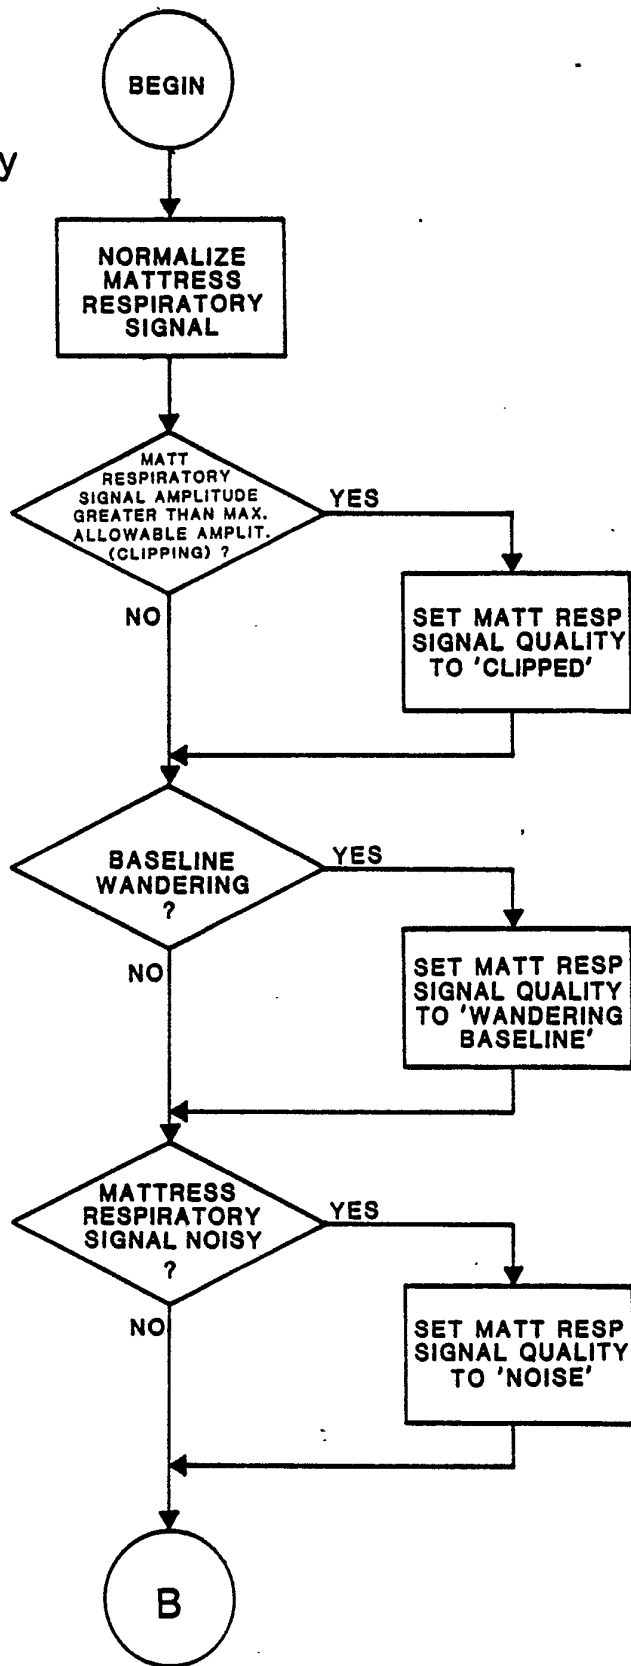 BEGIN
y
NORMALIZE
MATTRESS
RESPIRATORY
SIGNAL
MATT
RESPIRATORY
SIGNAL AMPLITUDE
GREATER THAN MAX.
ALLOWABLE AMPLIT.
(CLIPPING) ?
YES
NO
SET MATT RESP
SIGNAL QUALITY
TO 'CLIPPED'
BASELINE
WANDERING
?
YES
NO
SET MATT RESP
SIGNAL QUALITY
TO 'WANDERING
BASELINE'
MATTRESS
RESPIRATORY
SIGNAL NOISY
?
YES
NO
SET MATT RESP
SIGNAL QUALITY
TO 'NOISE'
B